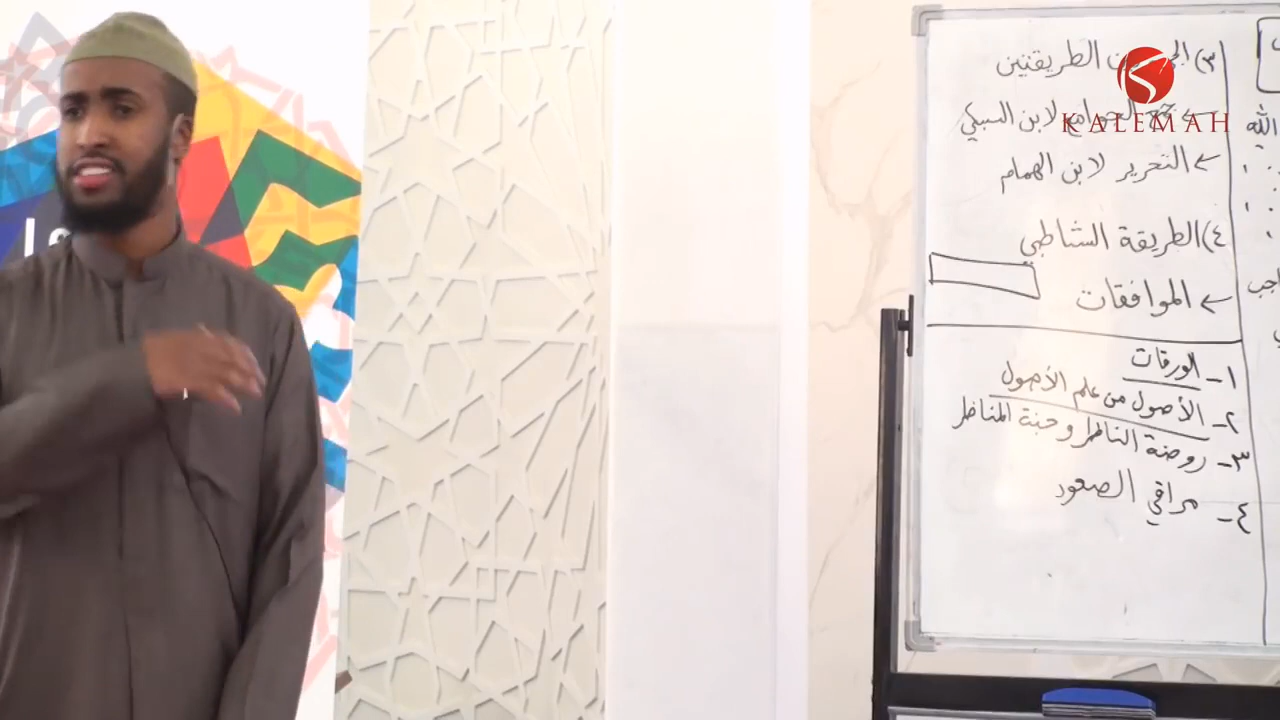 KALEMAH
٣) الجمع بين الطريقتين
← جمع الجوامع لابن السبكي
← التحرير لابن الهمام
٤) الطريقة الشاطبي
← الموافقات
١- الورقات
٢- الأصول من علم الأصول
٣- روضة الناظر وجنة المناظر
٤- مراقي الصعود
الله